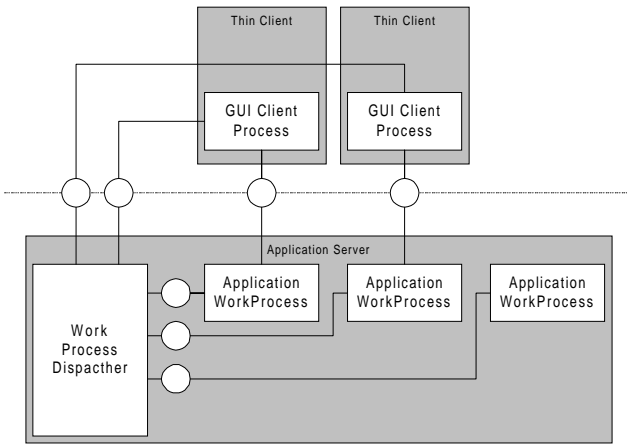 Thin Client
Thin Client
GUI Client
Process
GUI Client
Process
Application Server
Application
WorkProcess
Application
WorkProcess
Application
WorkProcess
Work
Process
Dispacther